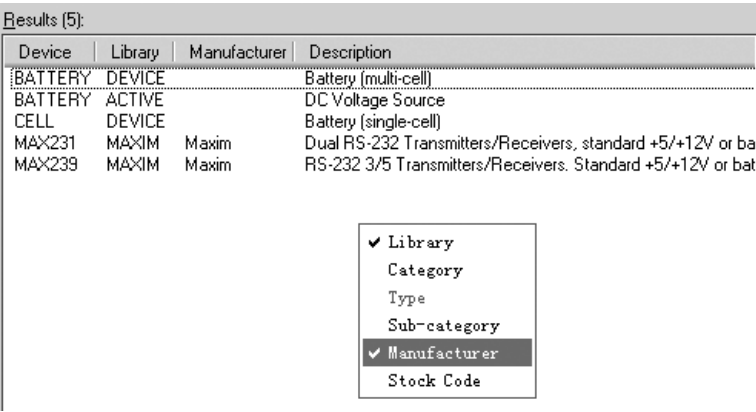 Results (5):
Device Library Manufacturer Description
BATTERY DEVICE Battery (multi-cell)
BATTERY ACTIVE DC Voltage Source
CELL DEVICE Battery (single-cell)
MAX231 MAXIM Maxim Dual RS-232 Transmitters/Receivers, standard +5/+12V or ba
MAX239 MAXIM Maxim RS-232 3/5 Transmitters/Receivers. Standard +5/+12V or bat
✓ Library
Category
Type
Sub-category
✓ Manufacturer
Stock Code